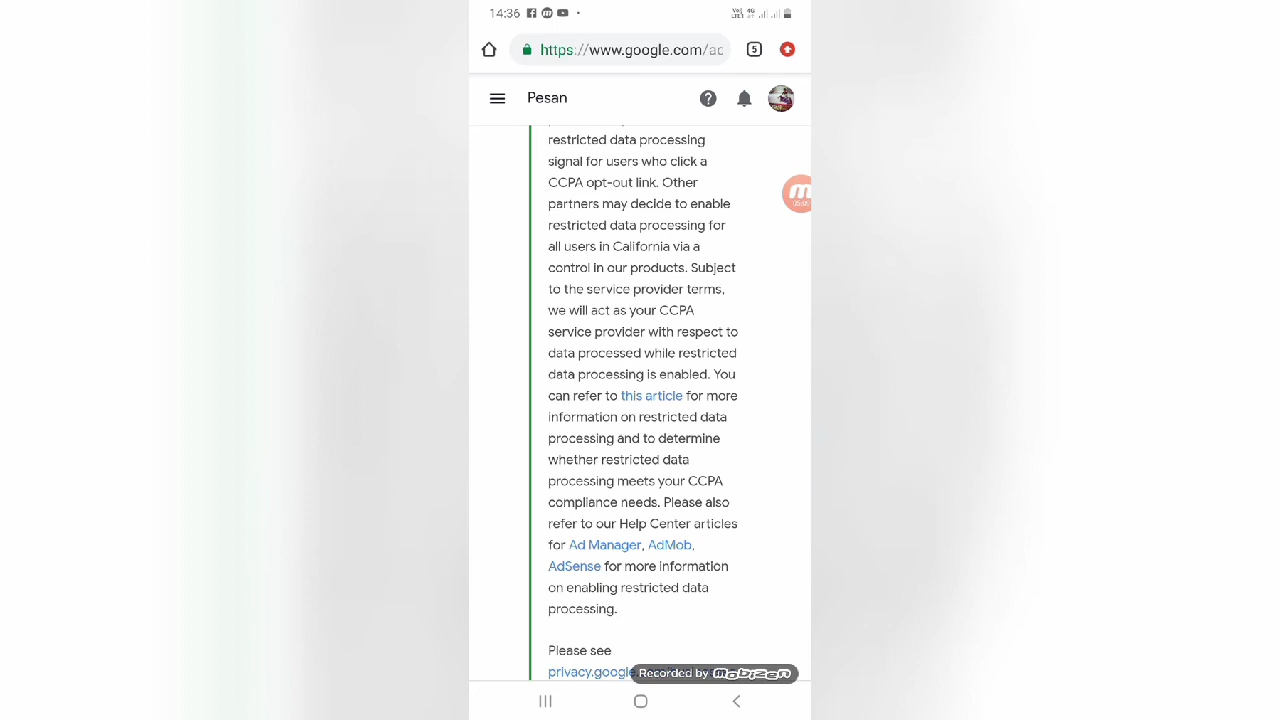 14:36
VoI 4G
LTE1
5
https://www.google.com/ac
Pesan
restricted data processing
signal for users who click a
CCPA opt-out link. Other
partners may decide to enable
restricted data processing for
all users in California via a
control in our products. Subject
to the service provider terms,
we will act as your CCPA
service provider with respect to
data processed while restricted
data processing is enabled. You
can refer to this article for more
information on restricted data
processing and to determine
whether restricted data
processing meets your CCPA
compliance needs. Please also
refer to our Help Center articles
for Ad Manager, AdMob,
AdSense for more information
on enabling restricted data
processing.
Please see
privacy.google.
Recorded by mobizen